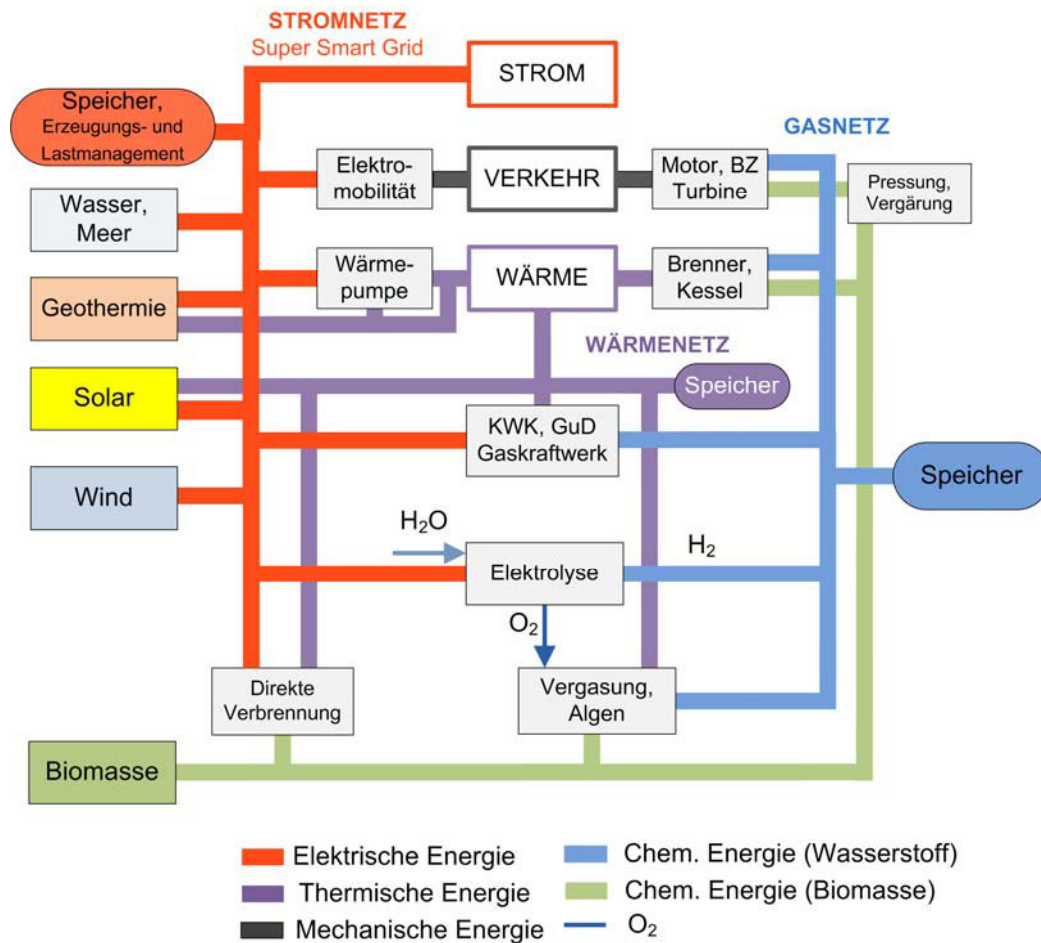 STROMNETZ
Super Smart Grid
STROM
Speicher,
Erzeugungs- und
Lastmanagement
GASNETZ
Elektro-
mobilität
VERKEHR
Motor, BZ
Turbine
Pressung,
Vergärung
Wasser,
Meer
Wärme-
pumpe
WÄRME
Brenner,
Kessel
Geothermie
WÄRMENETZ
Solar
Speicher
KWK, GuD
Gaskraftwerk
Speicher
Wind
H₂O
H₂
Elektrolyse
O₂
Direkte
Verbrennung
Vergasung,
Algen
Biomasse
Elektrische Energie
Thermische Energie
Mechanische Energie
Chem. Energie (Wasserstoff)
Chem. Energie (Biomasse)
O₂